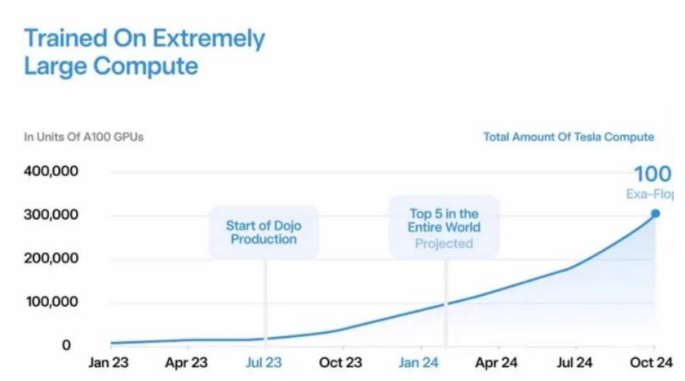 Trained On Extremely
Large Compute
In Units Of A100 GPUs
Total Amount Of Tesla Compute
400,000
100
Exa-Flop
300,000
Start of Dojo
Production
Top 5 in the
Entire World
Projected
200,000
100,000
0
Jan 23
Apr 23
Jul 23
Oct 23
Jan 24
Apr 24
Jul 24
Oct 24